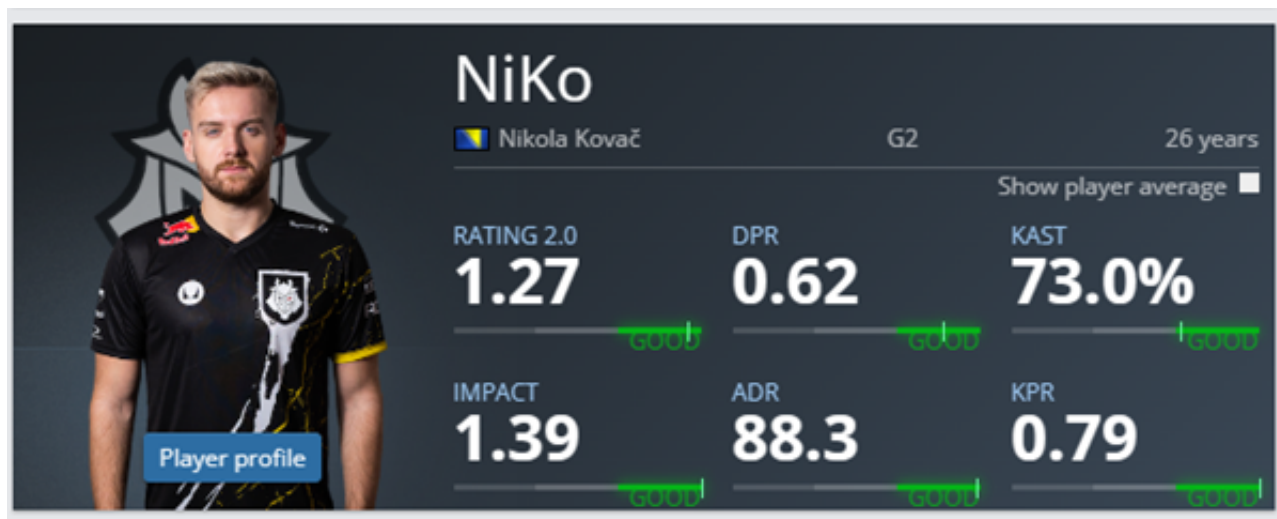 NiKo
Nikola Kovač G2 26 years
Show player average
RATING 2.0 DPR KAST
1.27 0.62 73.0%
GOOD GOOD GOOD
IMPACT ADR KPR
1.39 88.3 0.79
GOOD GOOD GOOD
Player profile